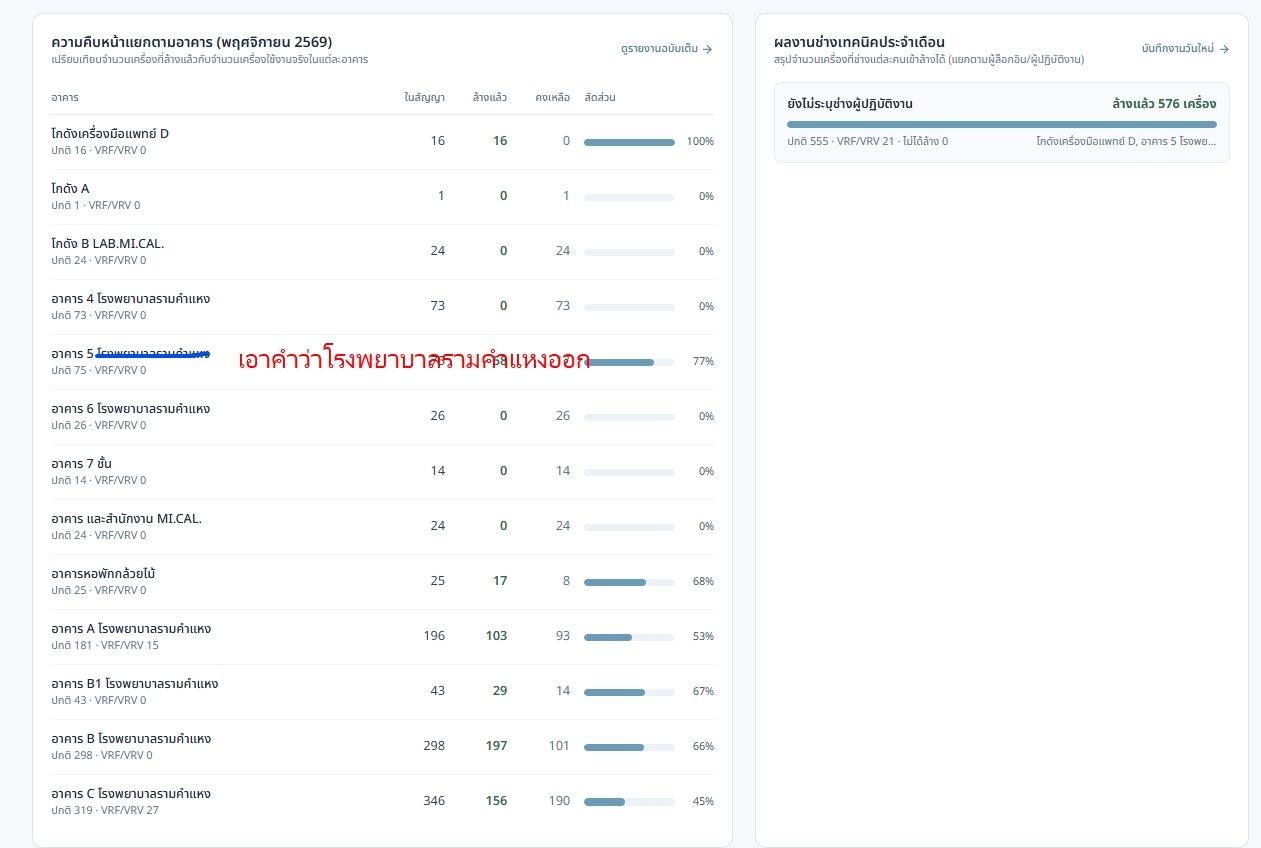 ความคืบหน้าแยกตามอาคาร (พฤศจิกายน 2569)
เปรียบเทียบจำนวนเครื่องที่ล้างแล้วกับจำนวนเครื่องใช้งานจริงในแต่ละอาคาร
ดูรายงานฉบับเต็ม →
อาคาร ในสัญญา ล้างแล้ว คงเหลือ สัดส่วน
โกดังเครื่องมือแพทย์ D 16 16 0 100%
ปกติ 16 · VRF/VRV 0
โกดัง A 1 0 1 0%
ปกติ 1 · VRF/VRV 0
โกดัง B LAB.MI.CAL. 24 0 24 0%
ปกติ 24 · VRF/VRV 0
อาคาร 4 โรงพยาบาลรามคำแหง 73 0 73 0%
ปกติ 73 · VRF/VRV 0
อาคาร 5 โรงพยาบาลรามคำแหง 75 58 77%
เอาคำว่าโรงพยาบาลรามคำแหงออก
ปกติ 75 · VRF/VRV 0
อาคาร 6 โรงพยาบาลรามคำแหง 26 0 26 0%
ปกติ 26 · VRF/VRV 0
อาคาร 7 ชั้น 14 0 14 0%
ปกติ 14 · VRF/VRV 0
อาคาร และสำนักงาน MI.CAL. 24 0 24 0%
ปกติ 24 · VRF/VRV 0
อาคารหอพักกล้วยไม้ 25 17 8 68%
ปกติ 25 · VRF/VRV 0
อาคาร A โรงพยาบาลรามคำแหง 196 103 93 53%
ปกติ 181 · VRF/VRV 15
อาคาร B1 โรงพยาบาลรามคำแหง 43 29 14 67%
ปกติ 43 · VRF/VRV 0
อาคาร B โรงพยาบาลรามคำแหง 298 197 101 66%
ปกติ 298 · VRF/VRV 0
อาคาร C โรงพยาบาลรามคำแหง 346 156 190 45%
ปกติ 319 · VRF/VRV 27
ผลงานช่างเทคนิคประจำเดือน
สรุปจำนวนเครื่องที่ช่างแต่ละคนเข้าล้างได้ (แยกตามผู้ล็อกอิน/ผู้ปฏิบัติงาน)
บันทึกงานวันใหม่ →
ยังไม่ระบุช่างผู้ปฏิบัติงาน ล้างแล้ว 576 เครื่อง
ปกติ 555 · VRF/VRV 21 · ไม่ได้ล้าง 0 โกดังเครื่องมือแพทย์ D, อาคาร 5 โรงพย...